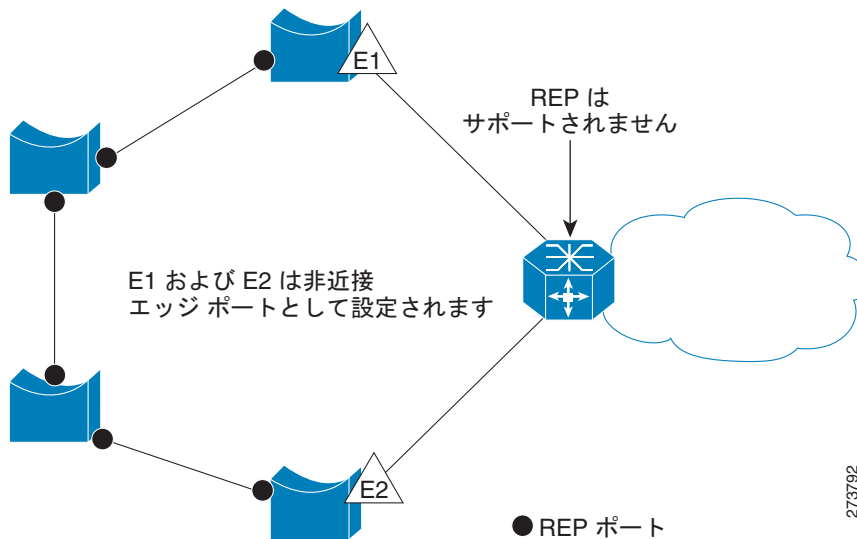 E1
REP は
サポートされません
E1 および E2 は非近接
エッジ ポートとして設定されます
E2
REP ポート
273792